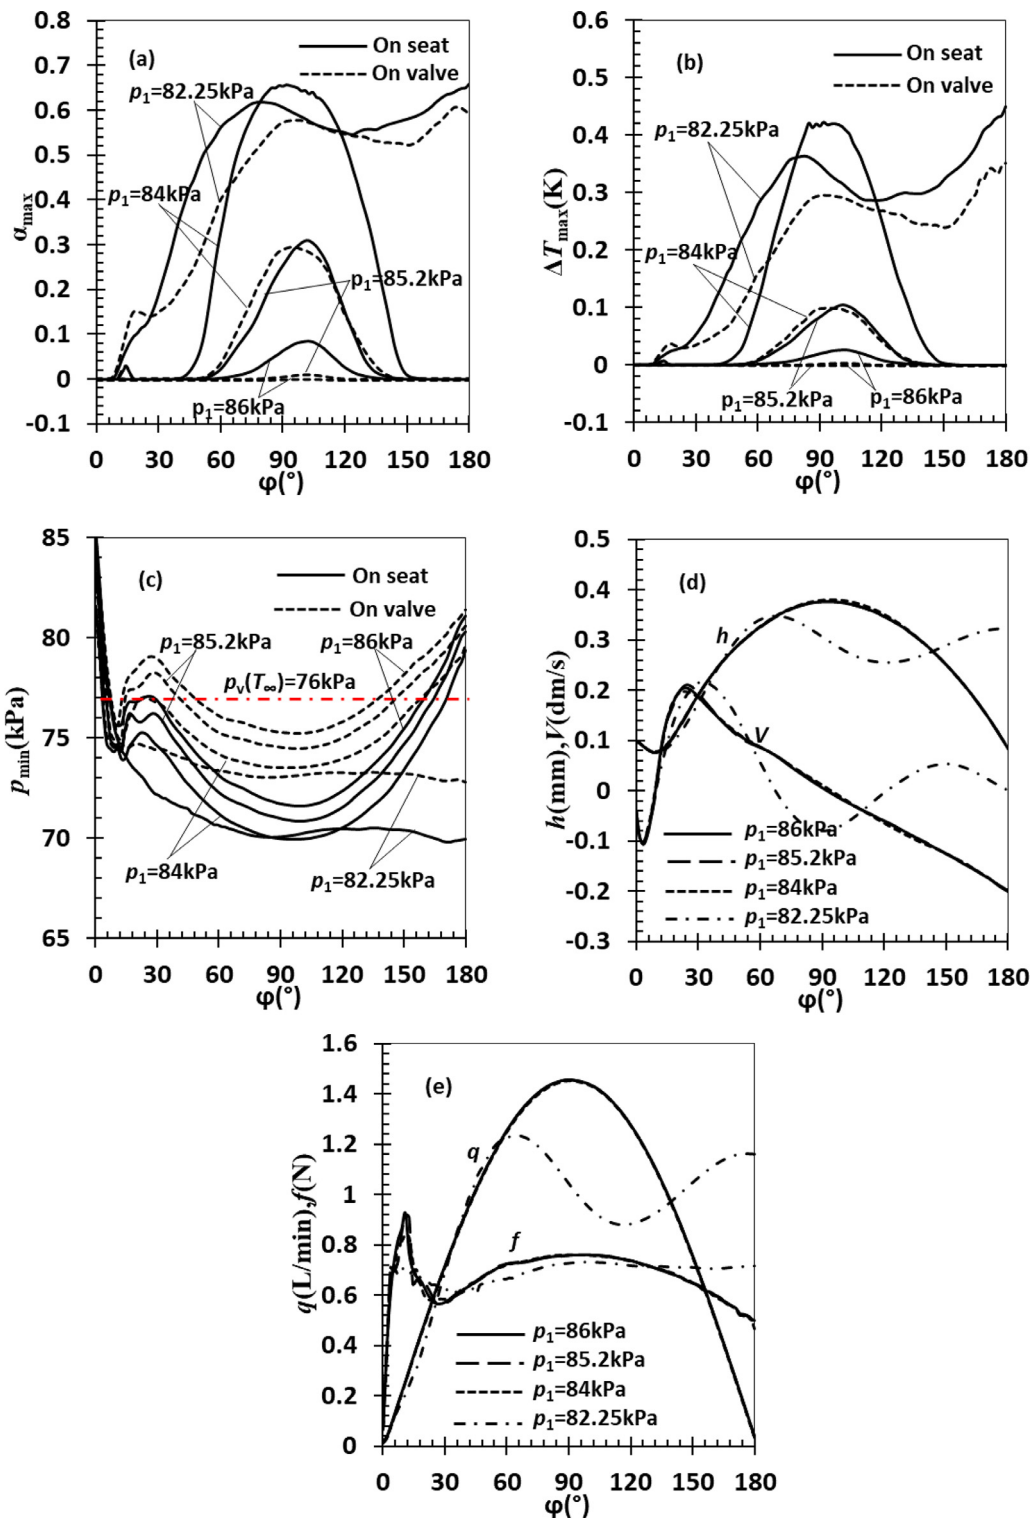 0.8
0.7
0.6
0.5
0.4
0.3
0.2
0.1
0
-0.1
αmax
(a)
On seat
On valve
p1=82.25kPa
p1=84kPa
p1=85.2kPa
p1=86kPa
0 30 60 90 120 150 180
φ(°)
0.6
0.5
0.4
0.3
0.2
0.1
0
-0.1
ΔTmax(K)
(b)
On seat
On valve
p1=82.25kPa
p1=84kPa
p1=85.2kPa
p1=86kPa
0 30 60 90 120 150 180
φ(°)
85
80
75
70
65
pmin(kPa)
(c)
On seat
On valve
p1=85.2kPa
p1=86kPa
pv(T∞)=76kPa
p1=84kPa
p1=82.25kPa
0 30 60 90 120 150 180
φ(°)
0.5
0.4
0.3
0.2
0.1
0
-0.1
-0.2
-0.3
h(mm),V(dm/s)
(d)
h
V
p1=86kPa
p1=85.2kPa
p1=84kPa
p1=82.25kPa
0 30 60 90 120 150 180
φ(°)
1.6
1.4
1.2
1
0.8
0.6
0.4
0.2
0
q(L/min),f(N)
(e)
q
f
p1=86kPa
p1=85.2kPa
p1=84kPa
p1=82.25kPa
0 30 60 90 120 150 180
φ(°)